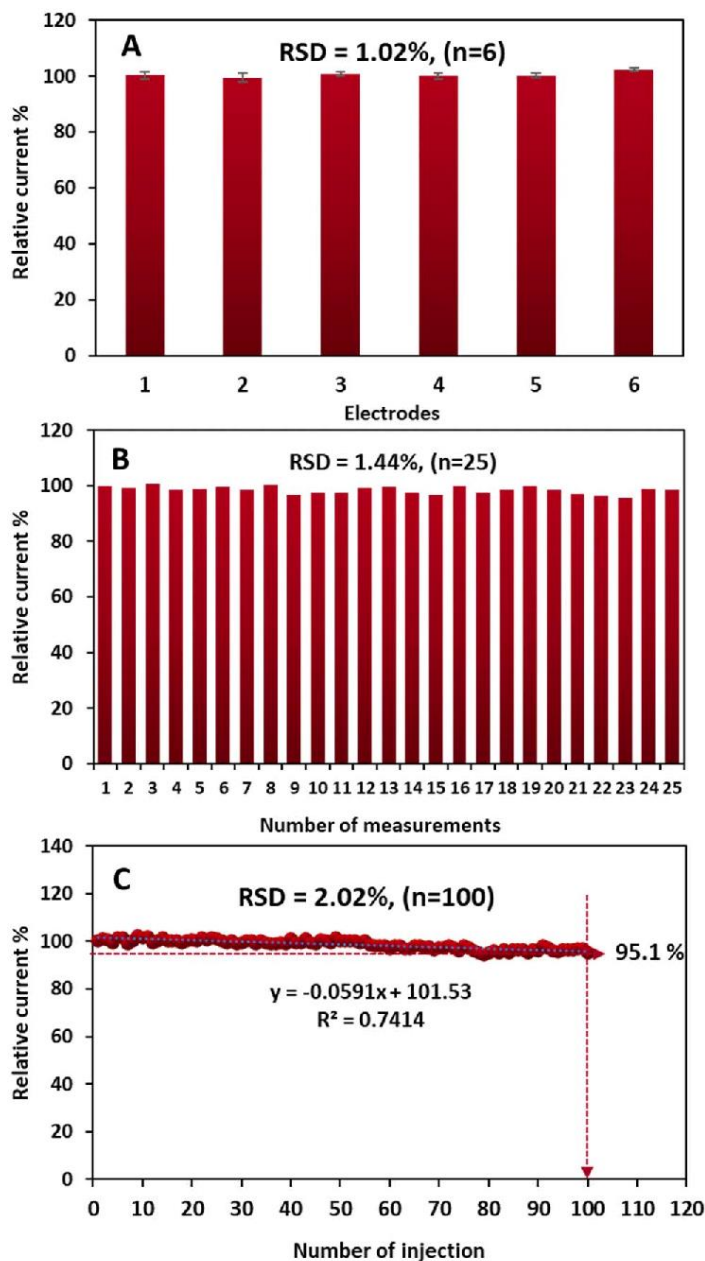 A
RSD = 1.02%, (n=6)
Relative current %
120
100
80
60
40
20
0
1 2 3 4 5 6
Electrodes
B
RSD = 1.44%, (n=25)
Relative current %
120
100
80
60
40
20
0
1 2 3 4 5 6 7 8 9 10 11 12 13 14 15 16 17 18 19 20 21 22 23 24 25
Number of measurements
C
RSD = 2.02%, (n=100)
Relative current %
140
120
100
80
60
40
20
0
95.1 %
y = -0.0591x + 101.53
R² = 0.7414
0 10 20 30 40 50 60 70 80 90 100 110 120
Number of injection